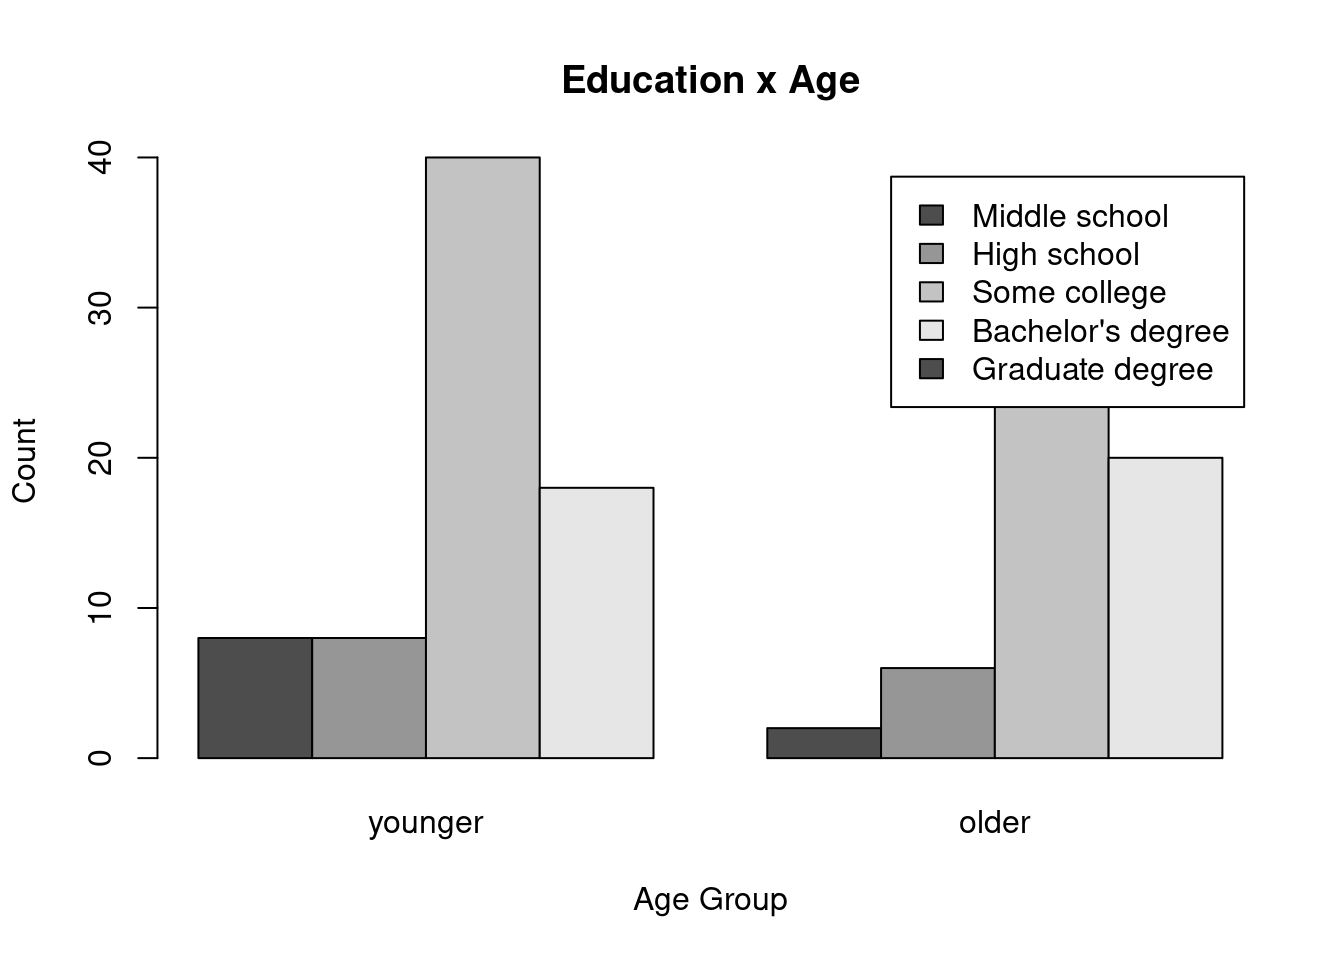 Education x Age
40
30
20
10
0
Count
Middle school
High school
Some college
Bachelor's degree
Graduate degree
younger
older
Age Group